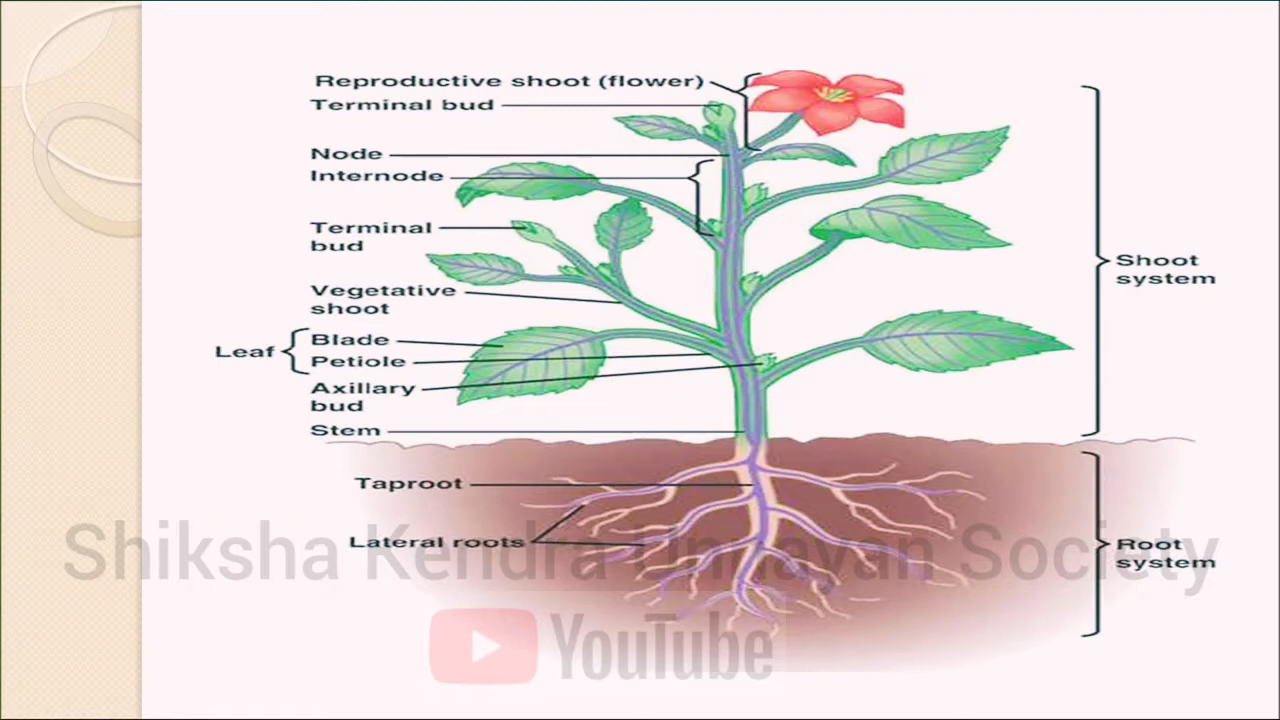 Reproductive shoot (flower)
Terminal bud
Node
Internode
Terminal
bud
Vegetative
shoot
Leaf
Blade
Petiole
Axillary
bud
Stem
Shoot
system
Taproot
Lateral roots
Root
system
Shiksha Kendra Unnayan Society
YouTube